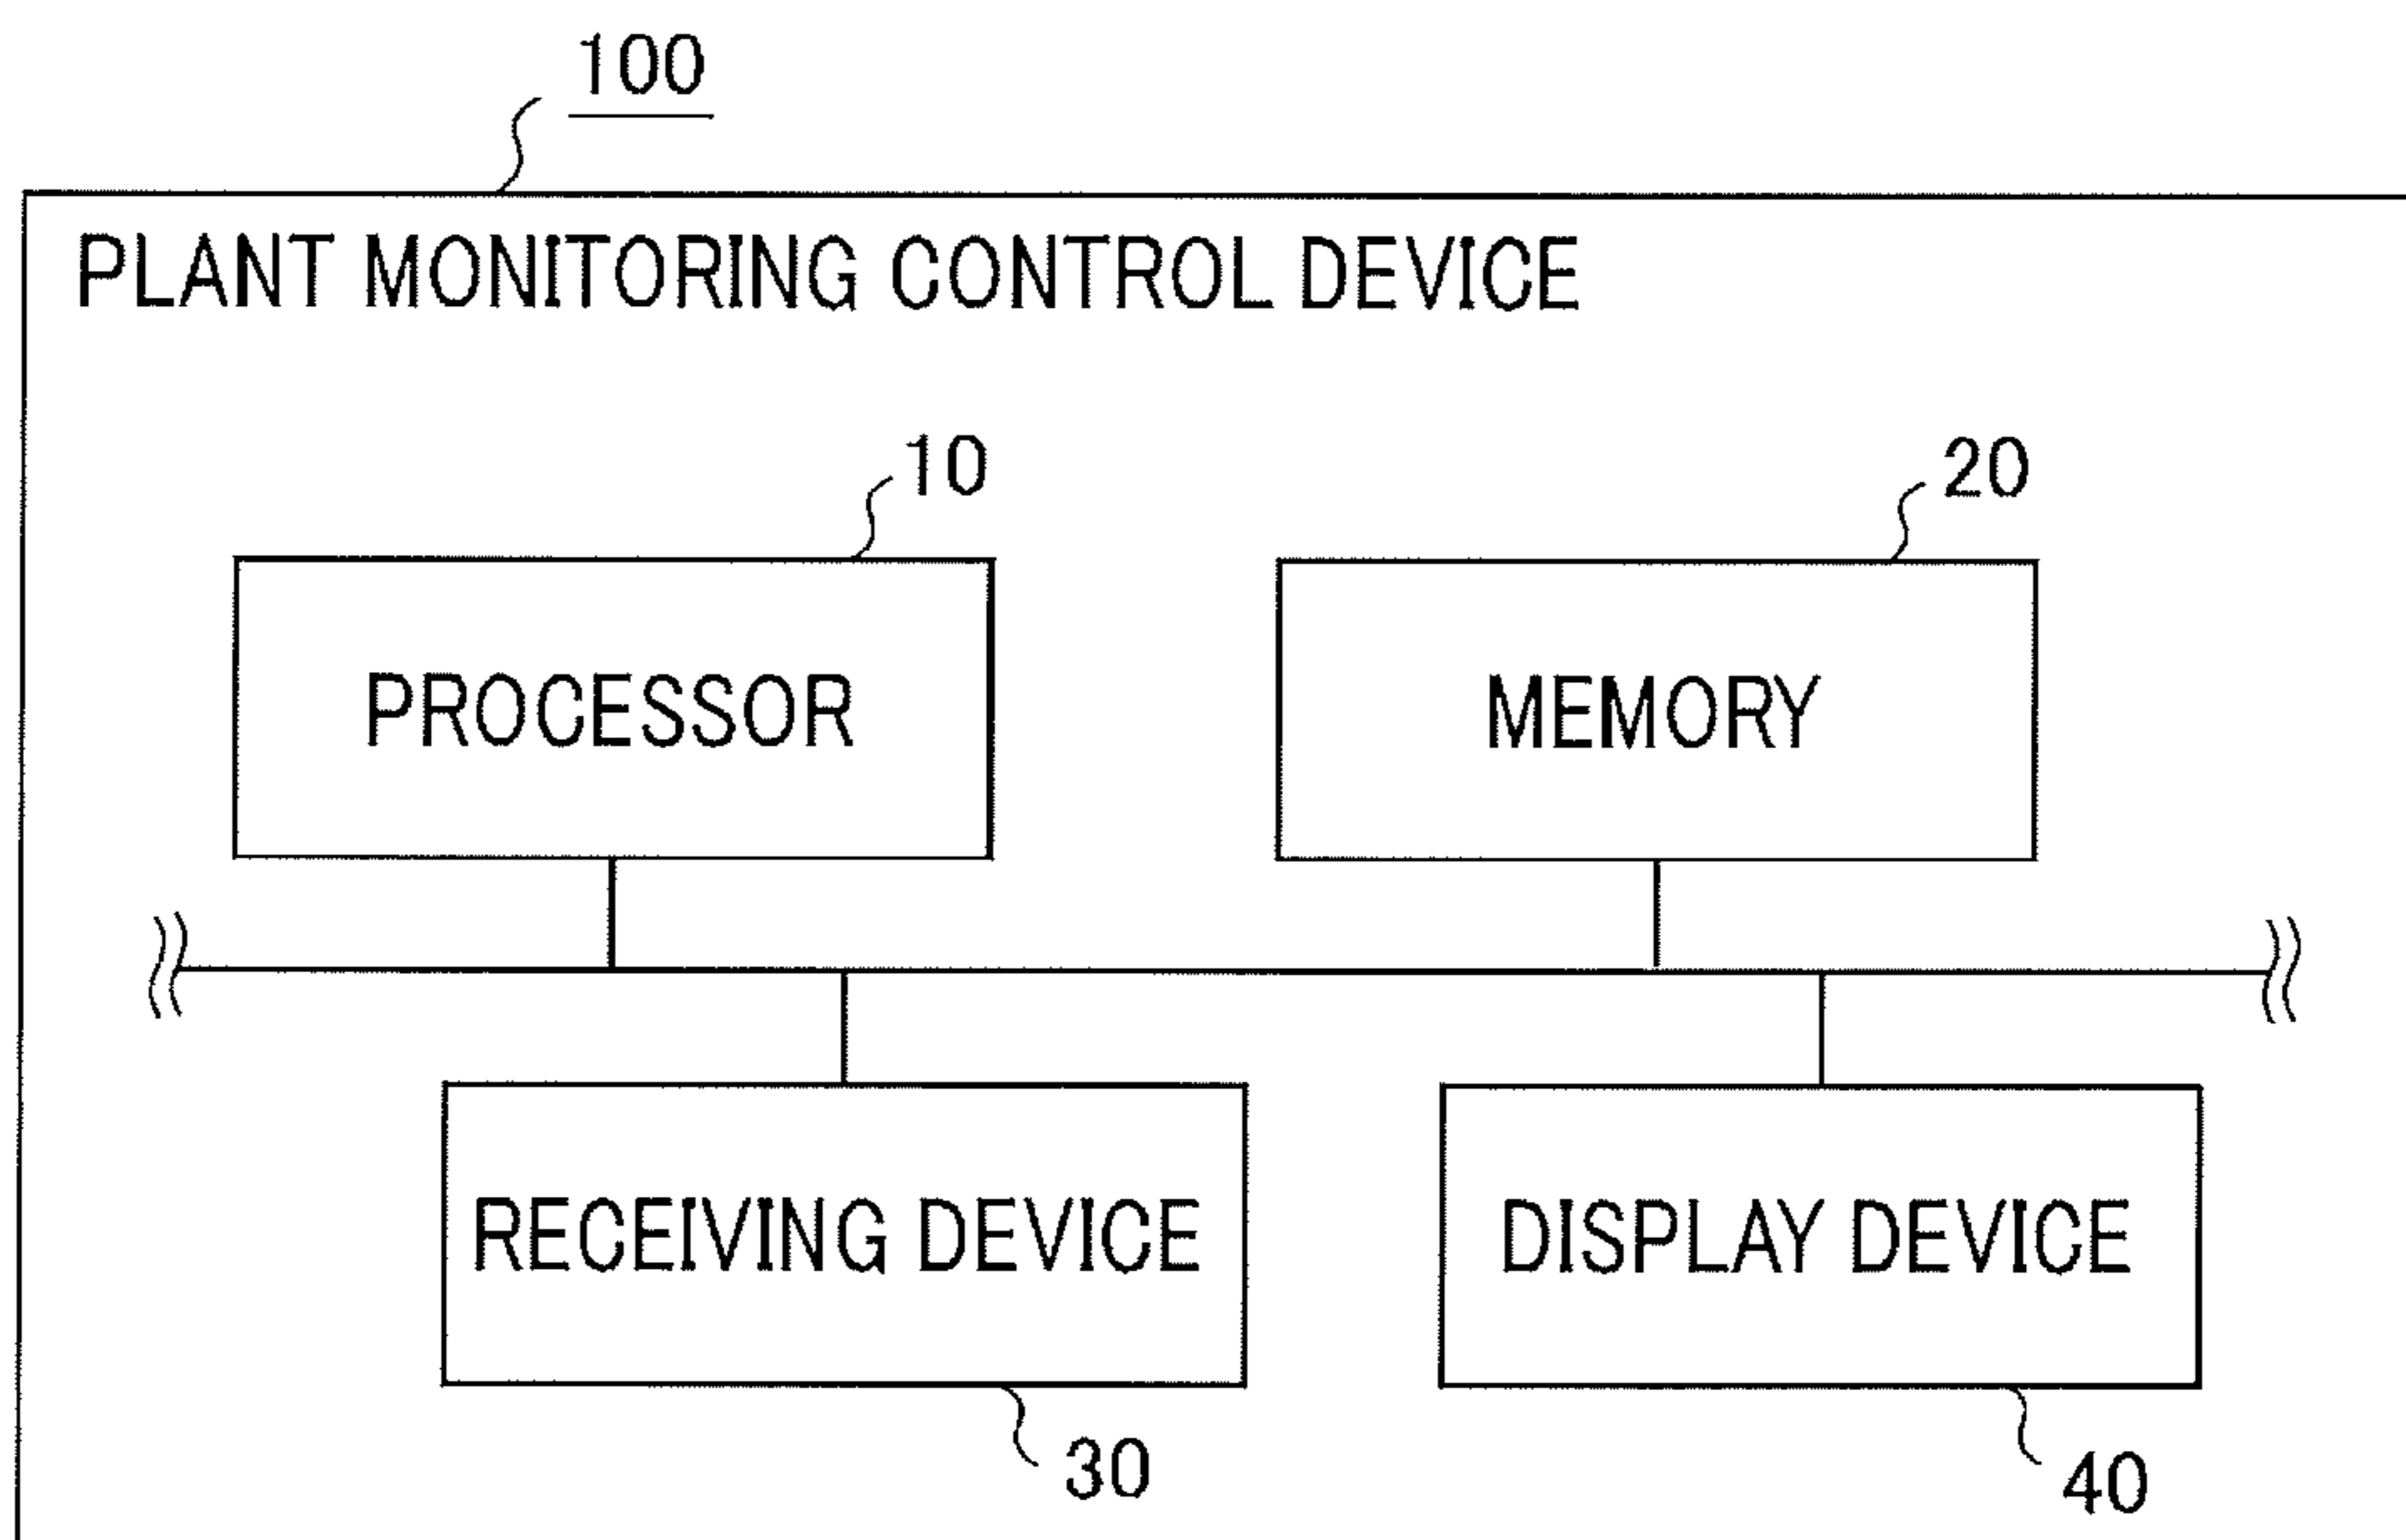 100
PLANT MONITORING CONTROL DEVICE
10
20
PROCESSOR
MEMORY
RECEIVING DEVICE
DISPLAY DEVICE
30
40